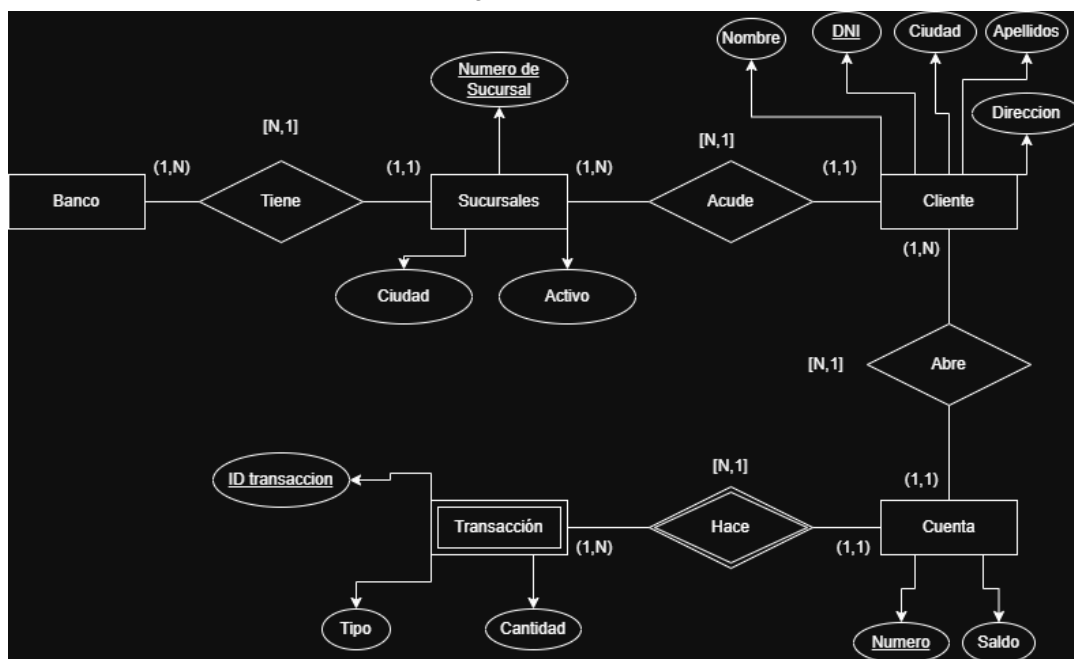 Nombre
DNI
Ciudad
Apellidos
Numero de
Sucursal
Direccion
[N,1]
[N,1]
(1,N)
(1,1)
(1,N)
(1,1)
Banco
Tiene
Sucursales
Acude
Cliente
(1,N)
Ciudad
Activo
[N,1]
Abre
ID transaccion
[N,1]
(1,1)
Transacción
Hace
Cuenta
(1,N)
(1,1)
Tipo
Cantidad
Numero
Saldo